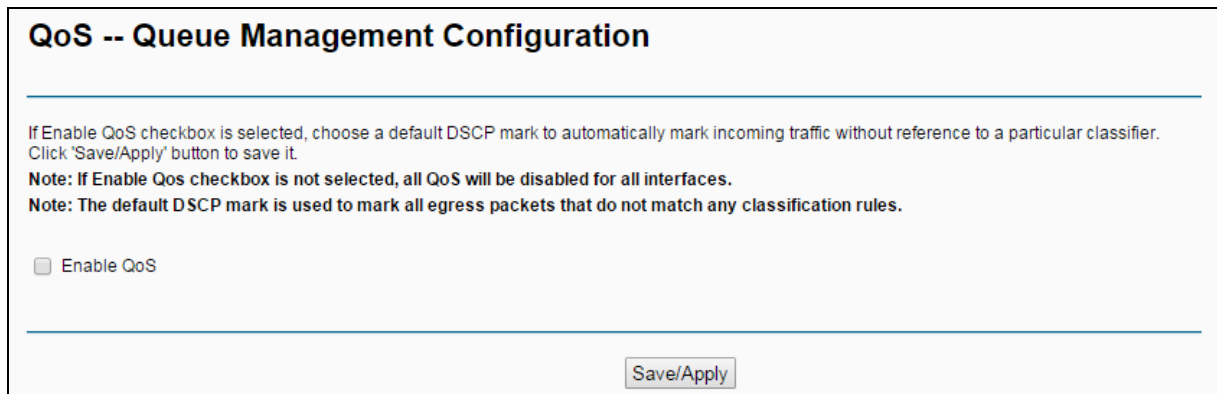 QoS -- Queue Management Configuration
If Enable QoS checkbox is selected, choose a default DSCP mark to automatically mark incoming traffic without reference to a particular classifier.
Click 'Save/Apply' button to save it.
Note: If Enable Qos checkbox is not selected, all QoS will be disabled for all interfaces.
Note: The default DSCP mark is used to mark all egress packets that do not match any classification rules.
Enable QoS
Save/Apply